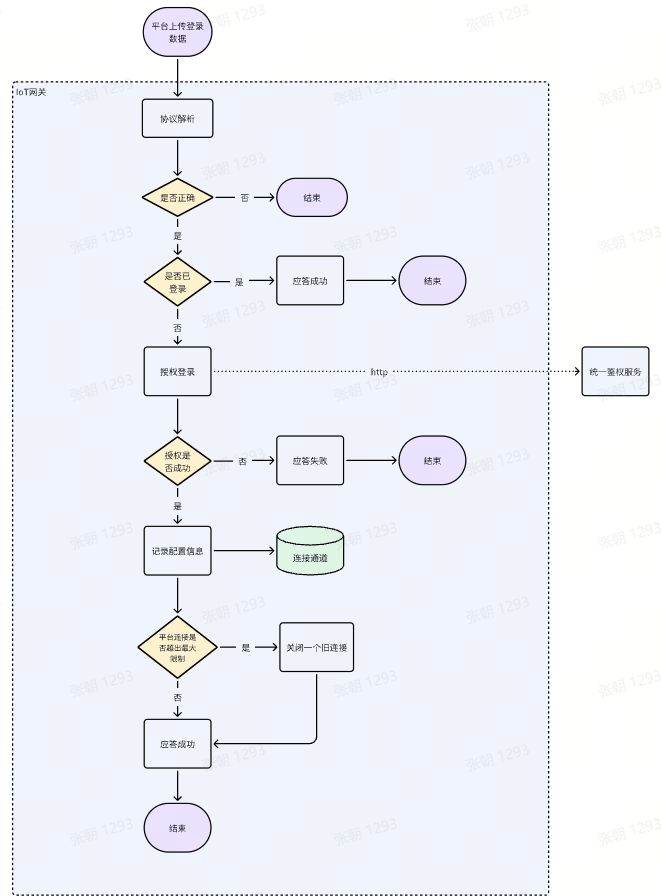 平台上传登录
数据
IoT网关
协议解析
是否正确
否
结束
是
是否已
登录
是
应答成功
结束
否
授权登录
http
统一鉴权服务
授权是
否成功
否
应答失败
结束
是
记录配置信息
连接通道
平台连接是
否超出最大
限制
是
关闭一个旧连接
否
应答成功
结束
张朝 1293